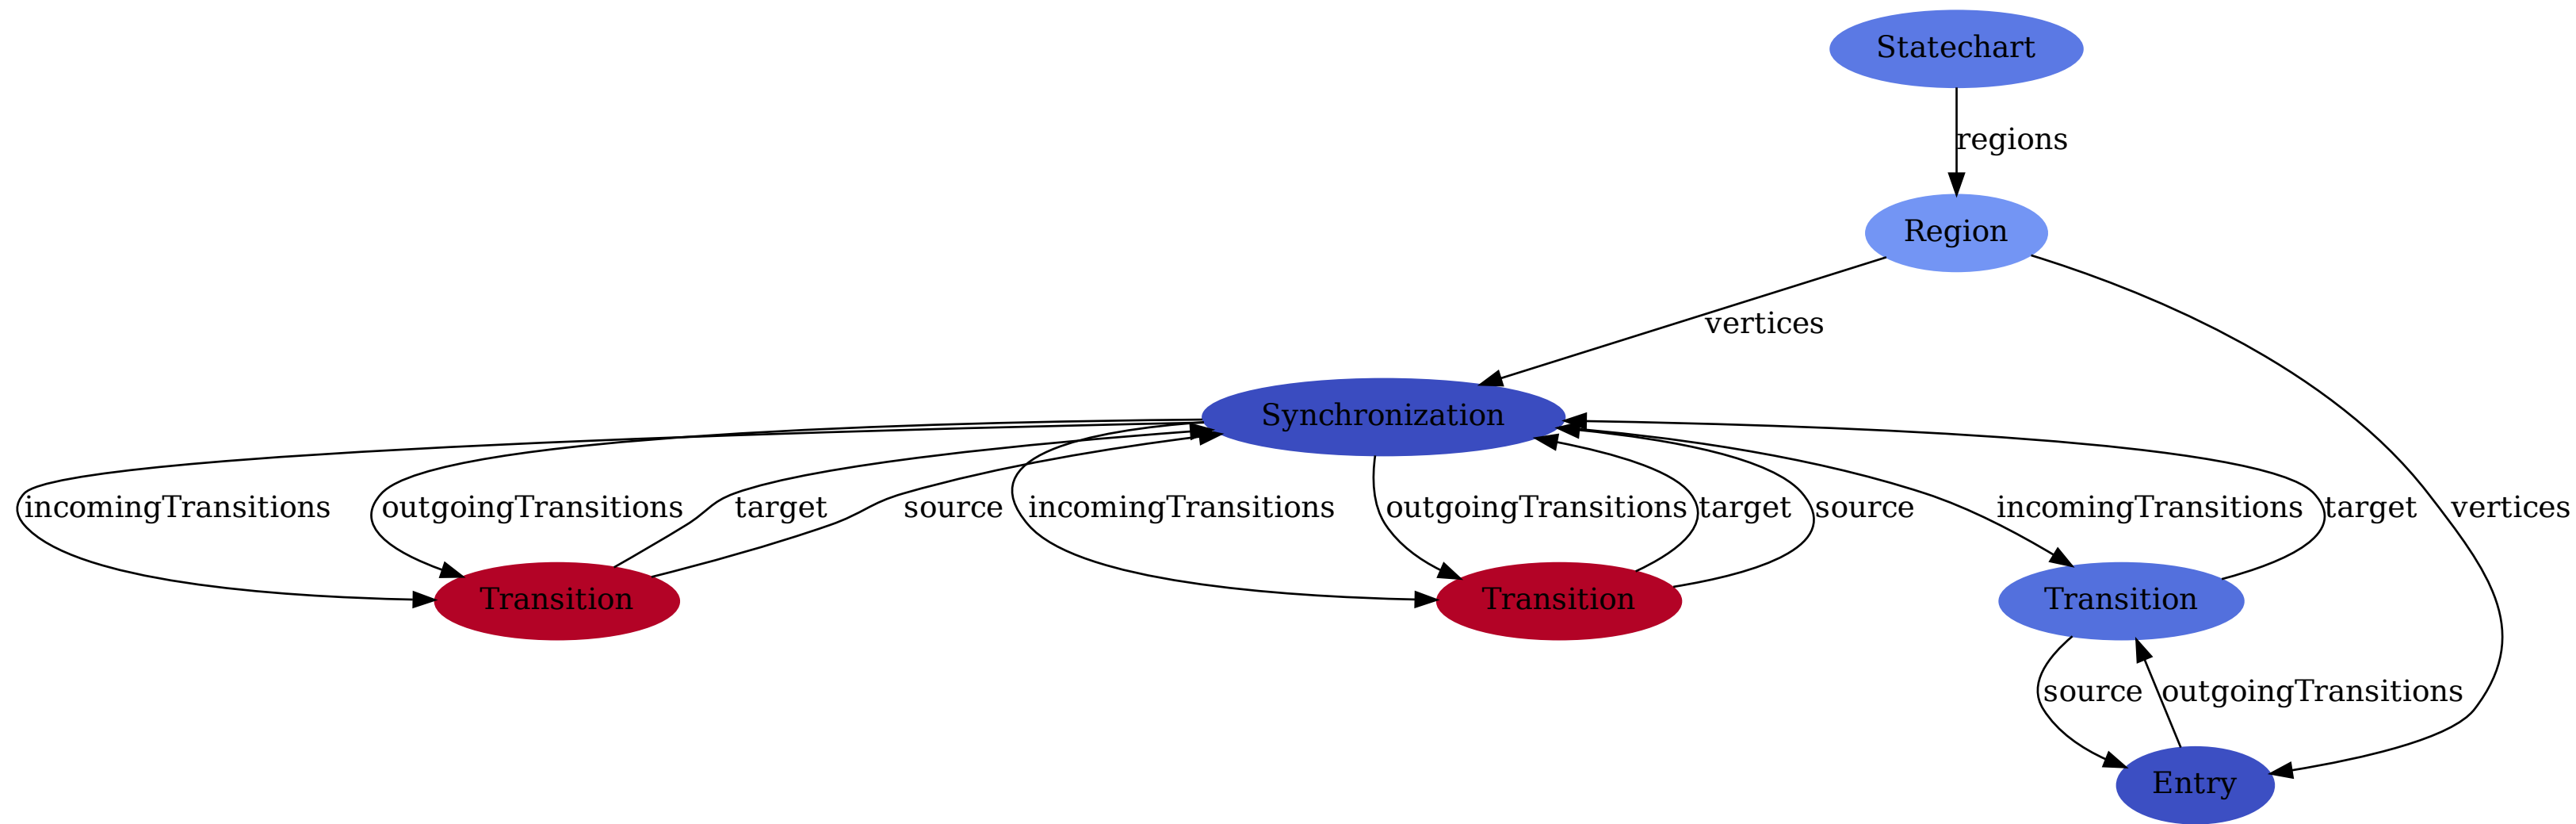 Statechart
regions
Region
vertices
Synchronization
incomingTransitions
outgoingTransitions
target
source
incomingTransitions
outgoingTransitions
target
source
incomingTransitions
target
vertices
Transition
Transition
Transition
source
outgoingTransitions
Entry